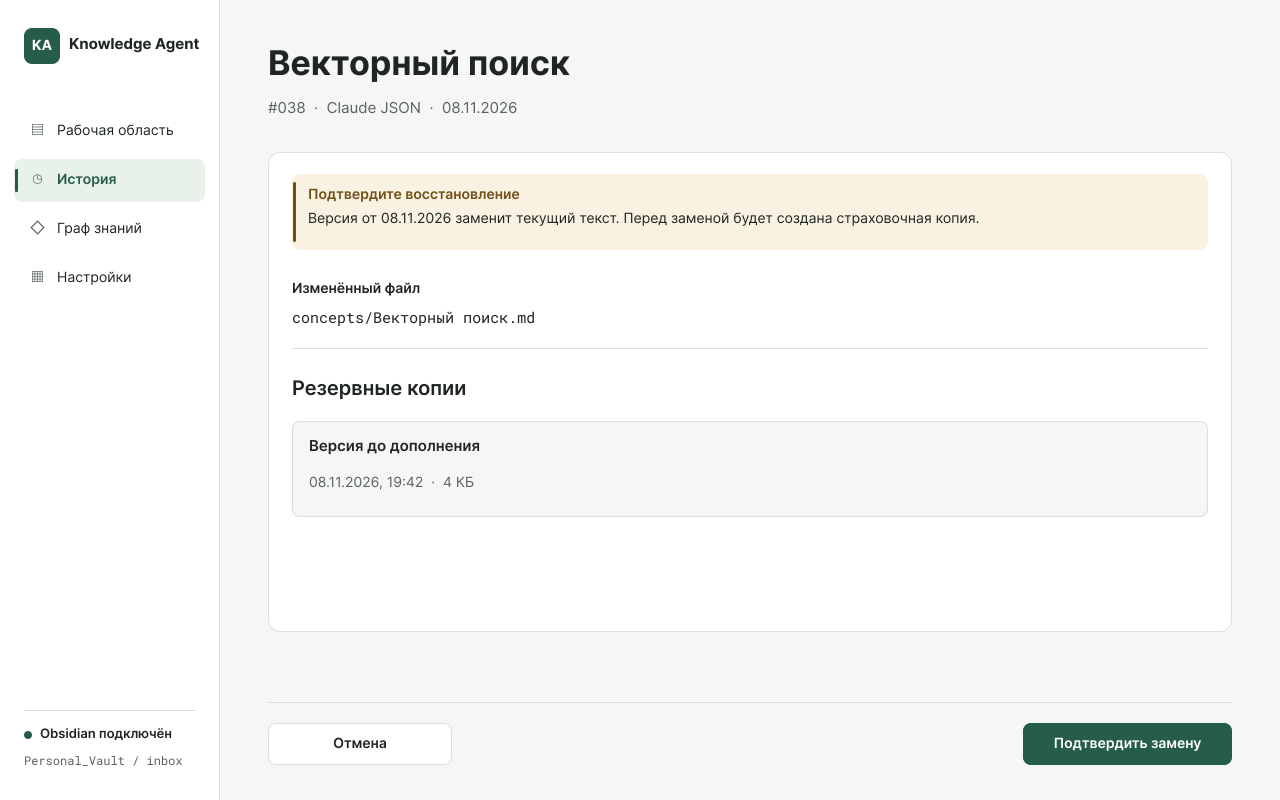 KA Knowledge Agent
Рабочая область
История
Граф знаний
Настройки
Obsidian подключён
Personal_Vault / inbox
Векторный поиск
#038 · Claude JSON · 08.11.2026
Подтвердите восстановление
Версия от 08.11.2026 заменит текущий текст. Перед заменой будет создана страховочная копия.
Изменённый файл
concepts/Векторный поиск.md
Резервные копии
Версия до дополнения
08.11.2026, 19:42 · 4 КБ
Отмена
Подтвердить замену